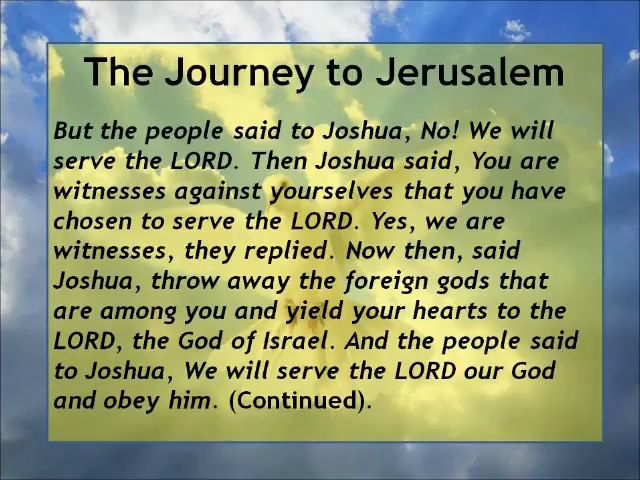 The Journey to Jerusalem
But the people said to Joshua, No! We will
serve the LORD. Then Joshua said, You are
witnesses against yourselves that you have
chosen to serve the LORD. Yes, we are
witnesses, they replied. Now then, said
Joshua, throw away the foreign gods that
are among you and yield your hearts to the
LORD, the God of Israel. And the people said
to Joshua, We will serve the LORD our God
and obey him. (Continued).